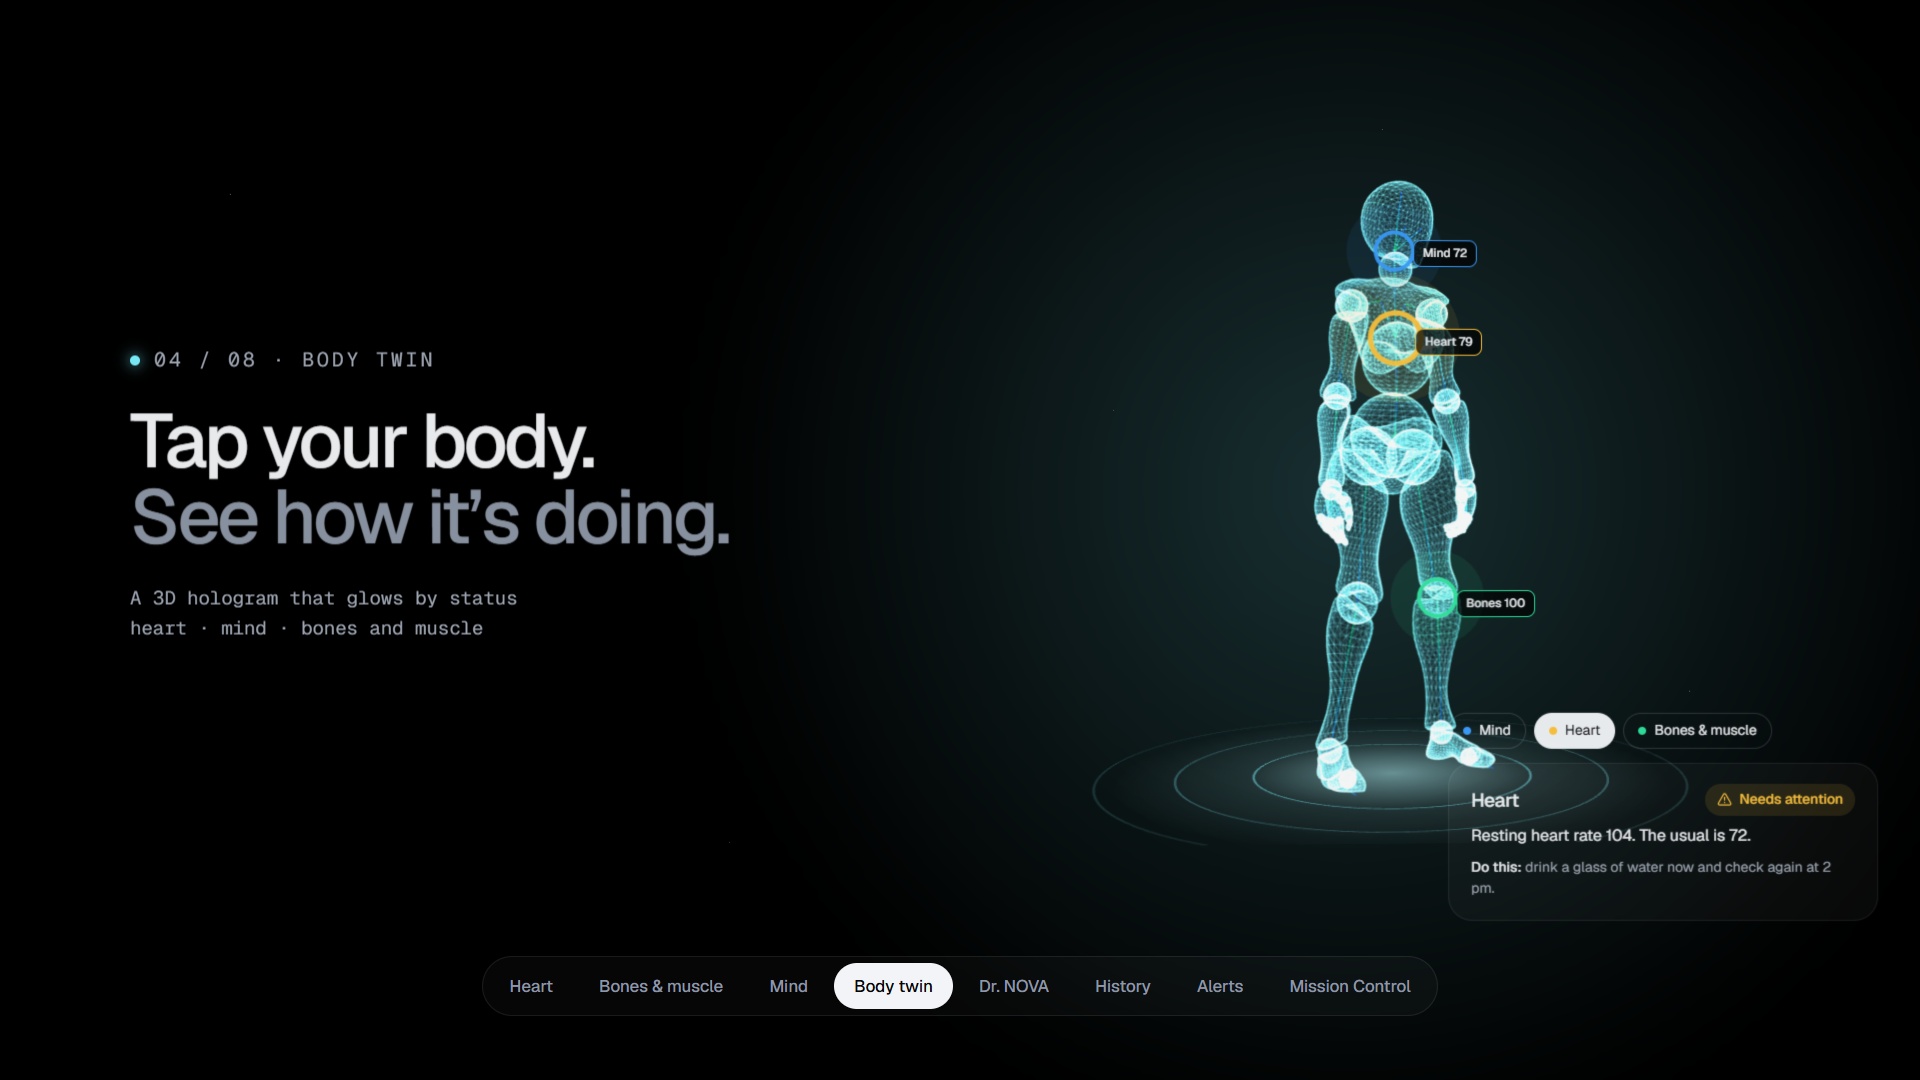 04 / 08 · BODY TWIN
Tap your body.
See how it’s doing.
A 3D hologram that glows by status
heart · mind · bones and muscle
Mind 72
Heart 79
Bones 100
Mind
Heart
Bones & muscle
Heart
Needs attention
Resting heart rate 104. The usual is 72.
Do this: drink a glass of water now and check again at 2
pm.
Heart
Bones & muscle
Mind
Body twin
Dr. NOVA
History
Alerts
Mission Control